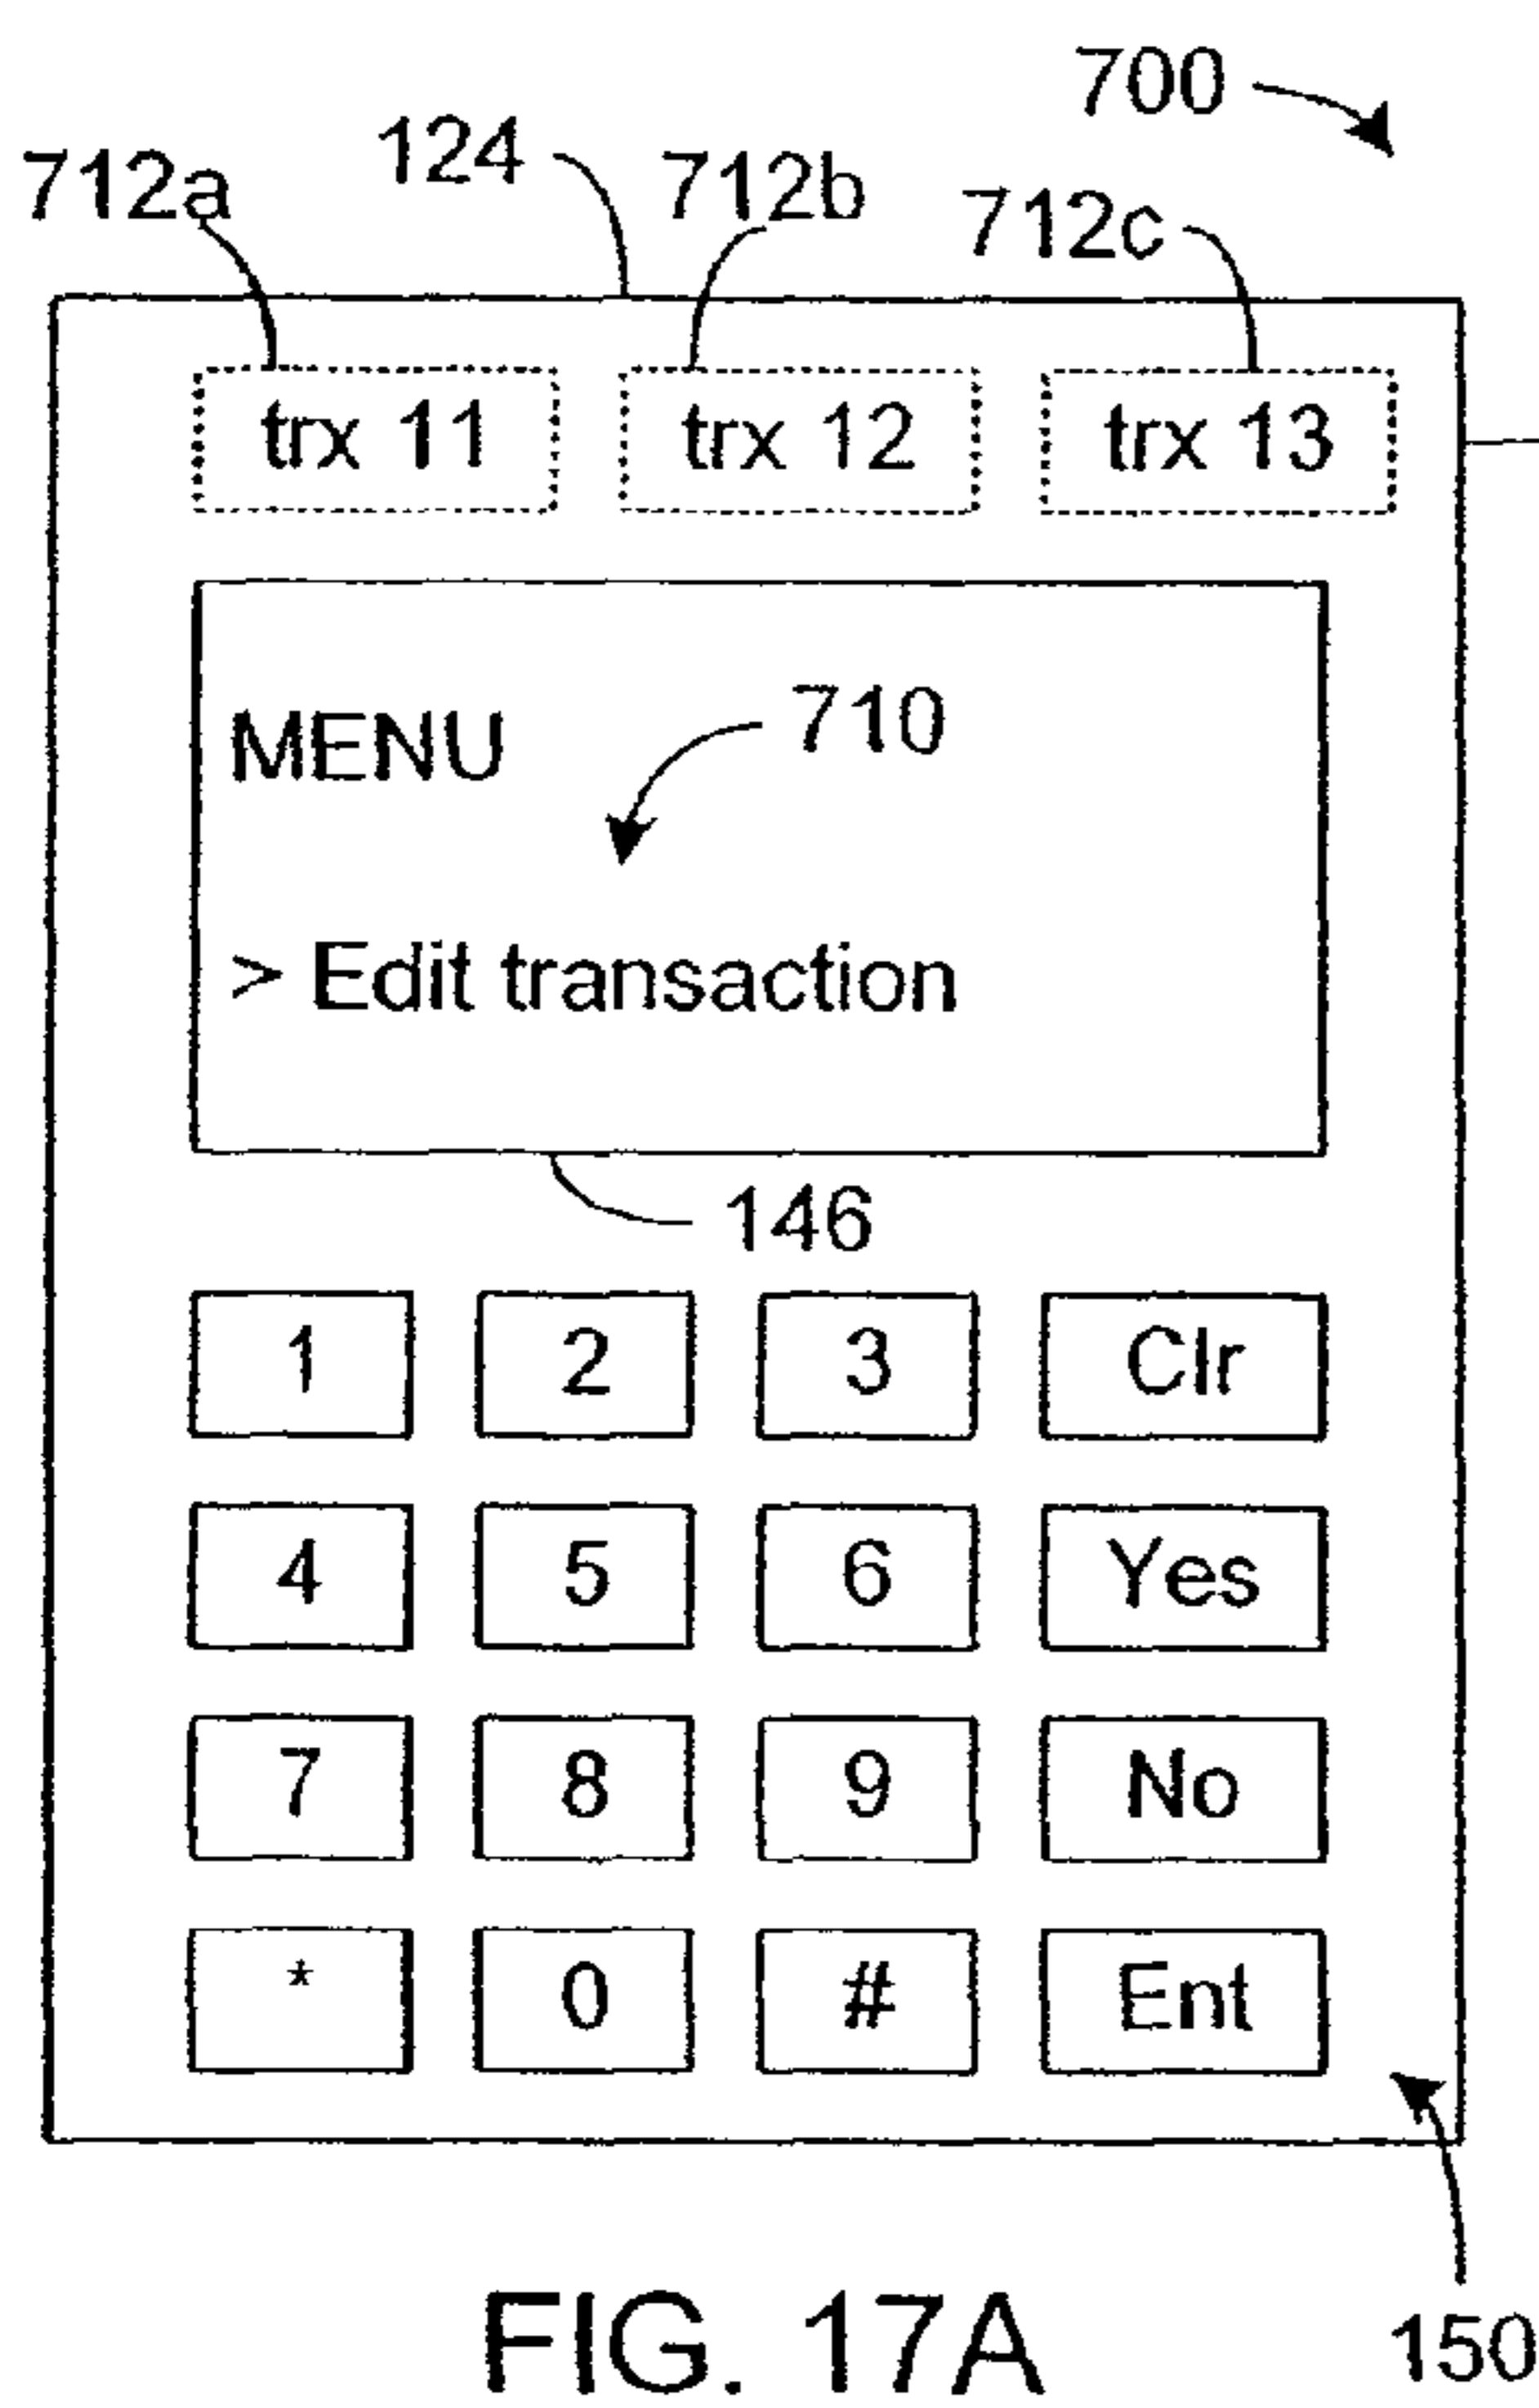 700
124
712a
712b
712c
trx 11
trx 12
trx 13
MENU
710
> Edit transaction
146
1 2 3 Clr
4 5 6 Yes
7 8 9 No
* 0 # Ent
150
FIG. 17A